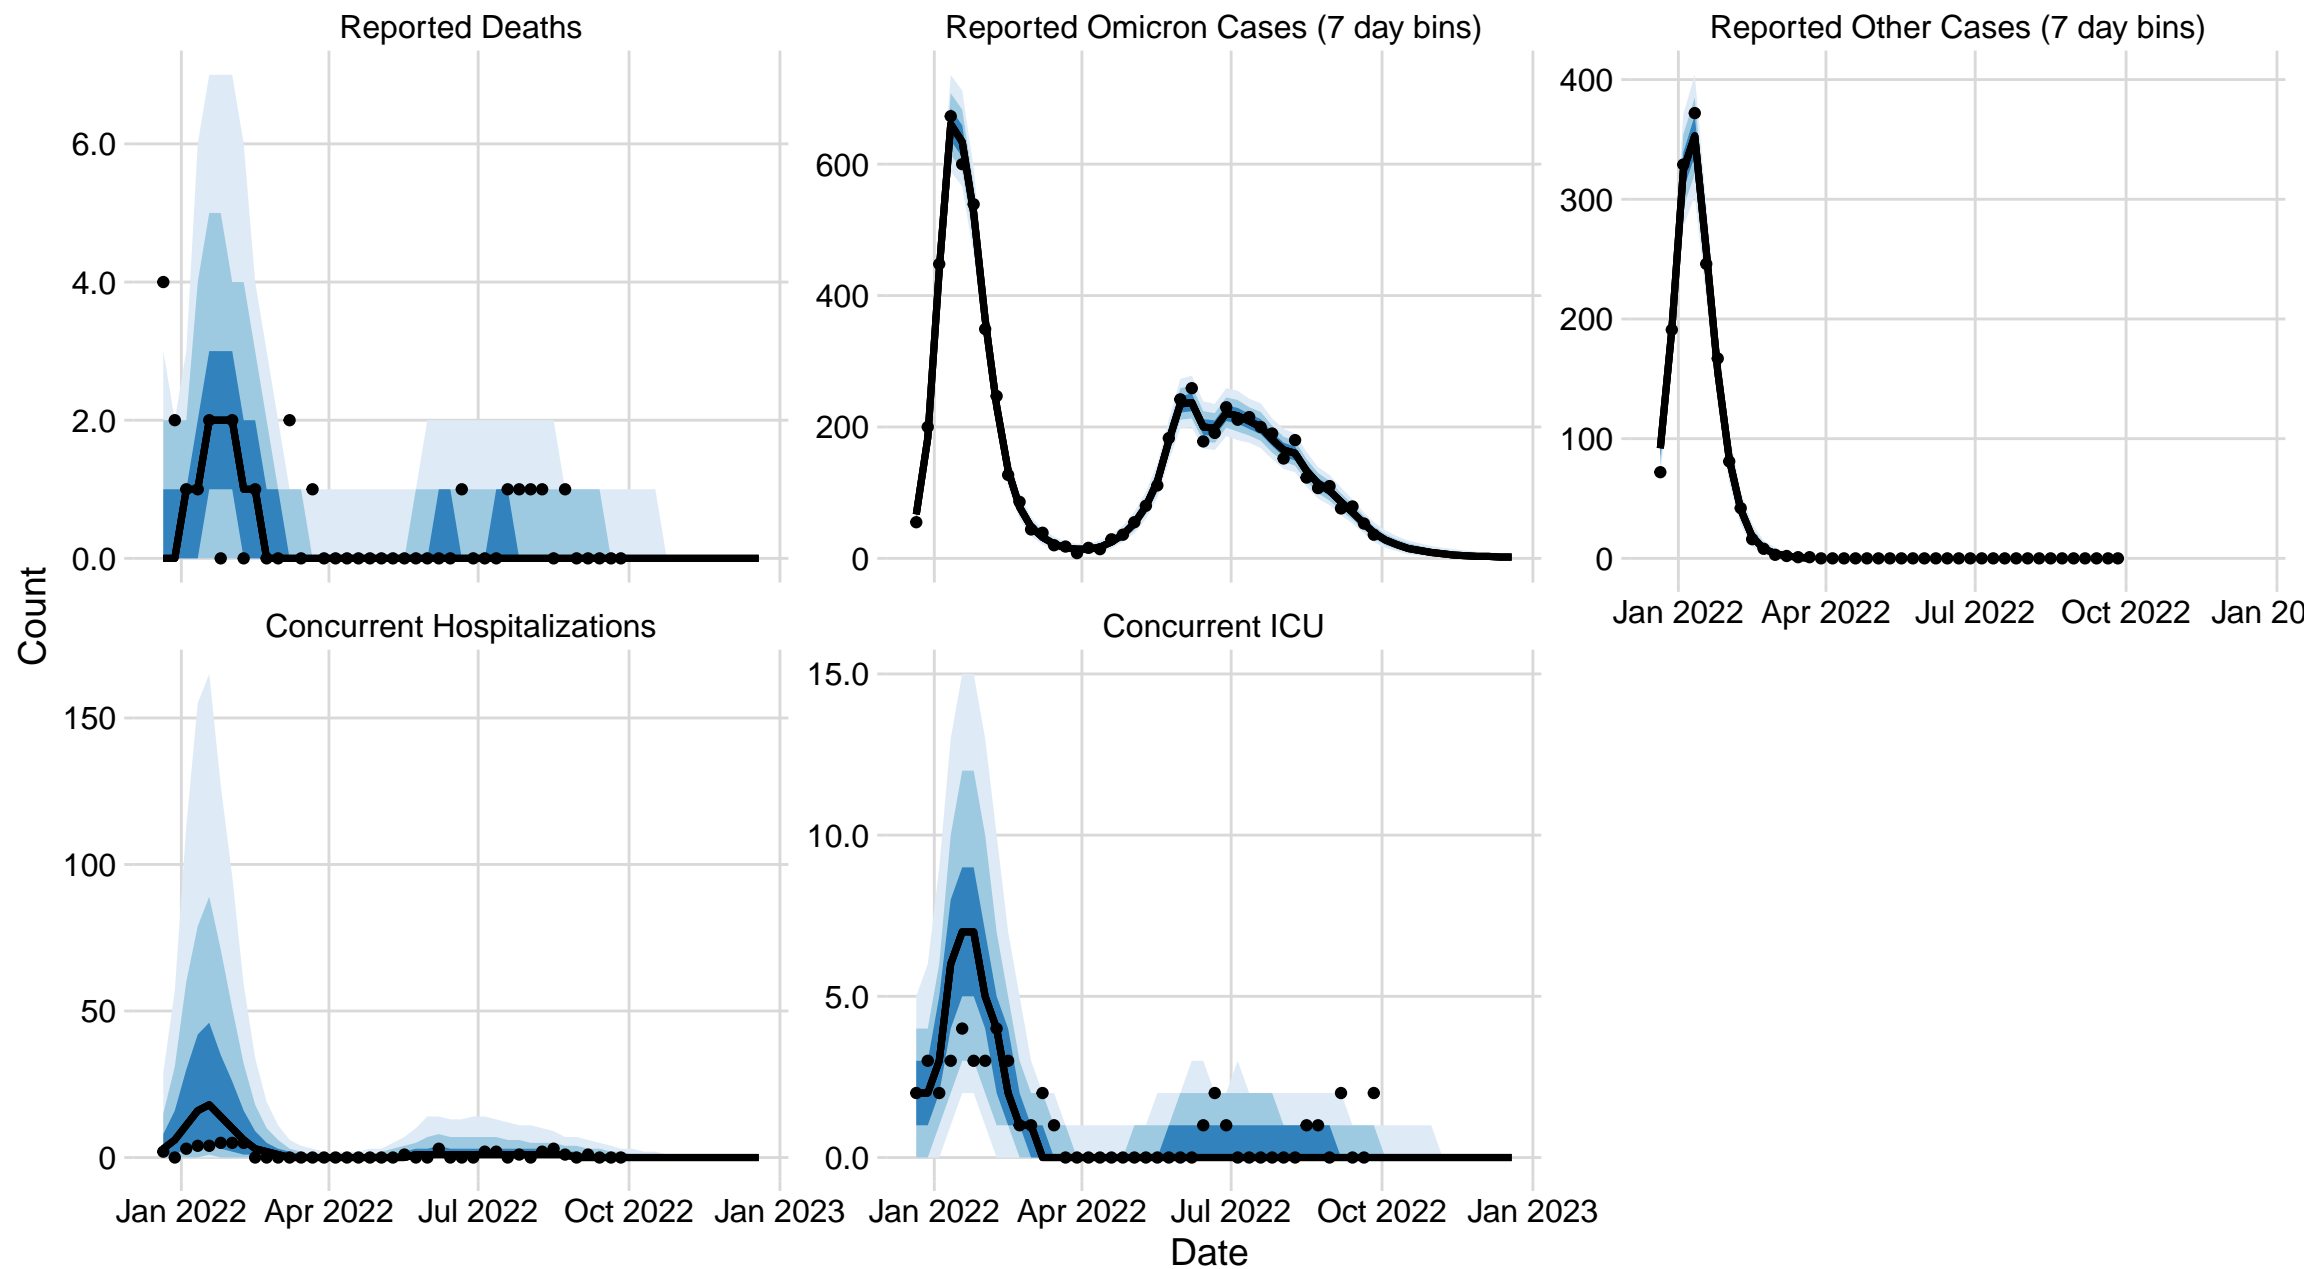 Reported Deaths
Reported Omicron Cases (7 day bins)
Reported Other Cases (7 day bins)
6.0
4.0
2.0
0.0
600
400
200
0
400
300
200
100
0
Jan 2022 Apr 2022 Jul 2022 Oct 2022 Jan 20
Count
Concurrent Hospitalizations
Concurrent ICU
150
100
50
0
15.0
10.0
5.0
0.0
Jan 2022 Apr 2022 Jul 2022 Oct 2022 Jan 2023
Jan 2022 Apr 2022 Jul 2022 Oct 2022 Jan 2023
Date